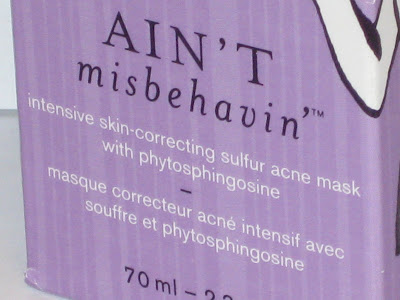 AIN'T
misbehavin'™
intensive skin-correcting sulfur acne mask
with phytosphingosine
–
masque correcteur acné intensif avec
souffre et phytosphingosine
70 ml –